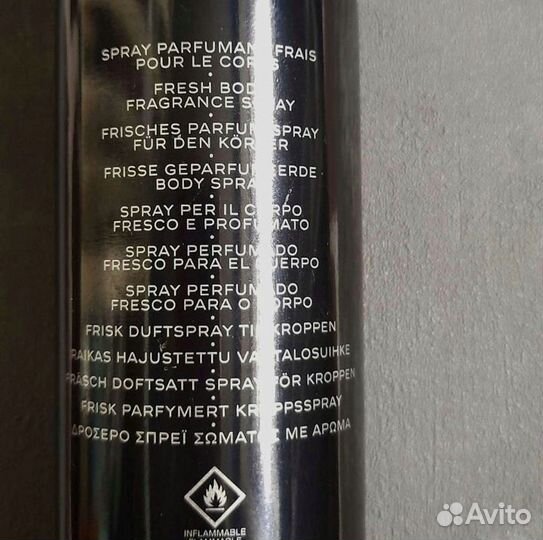 SPRAY PARFUMANT FRAIS
POUR LE CORPS
FRESH BODY
FRAGRANCE SPRAY
FRISCHES PARFUMSPRAY
FÜR DEN KÖRPER
FRISSE GEPARFUMEERDE
BODY SPRAY
SPRAY PER IL CORPO
FRESCO E PROFUMATO
SPRAY PERFUMADO
FRESCO PARA EL CUERPO
SPRAY PERFUMADO
FRESCO PARA O CORPO
FRISK DUFTSPRAY TIL KROPPEN
RAIKAS HAJUSTETTU VARTALOSUIHKE
FRÄSCH DOFTSATT SPRAY FÖR KROPPEN
FRISK PARFYMERT KROPPSSPRAY
ΔΡΟΣΕΡΟ ΣΠΡΕΪ ΣΩΜΑΤΟΣ ΜΕ ΑΡΩΜΑ
INFLAMMABLE
FLAMMABLE
Avito